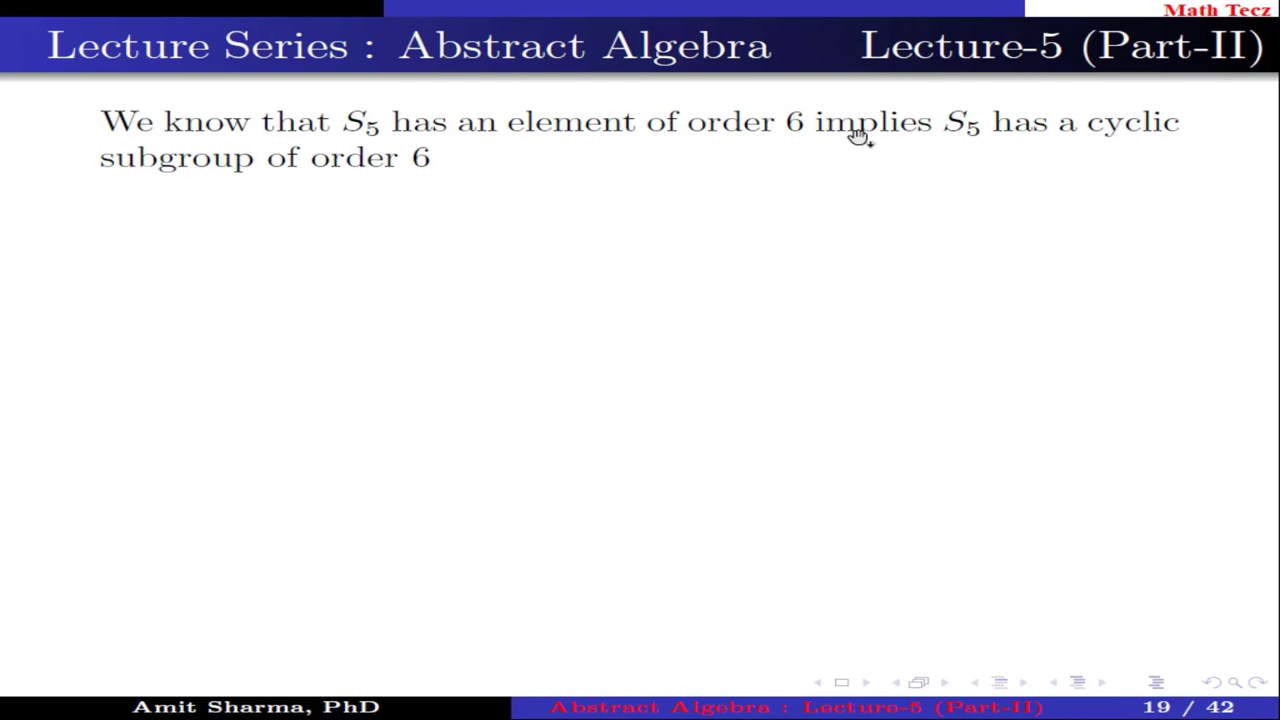 Math Tecz
Lecture Series : Abstract Algebra Lecture-5 (Part-II)
We know that S₅ has an element of order 6 implies S₅ has a cyclic
subgroup of order 6
Amit Sharma, PhD Abstract Algebra : Lecture-5 (Part-II) 19 / 42